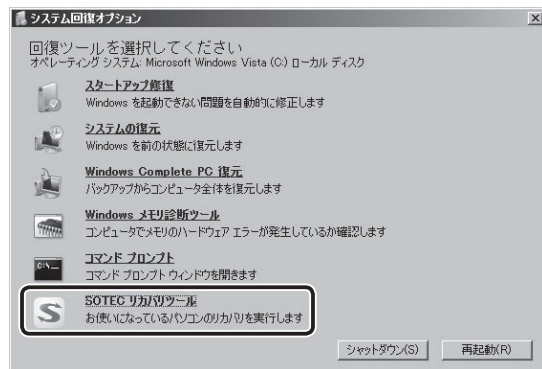 システム回復オプション
回復ツールを選択してください
オペレーティング システム: Microsoft Windows Vista (C:) ローカル ディスク
スタートアップ修復
Windows を起動できない問題を自動的に修正します
システムの復元
Windows を前の状態に復元します
Windows Complete PC 復元
バックアップからコンピュータ全体を復元します
Windows メモリ診断ツール
コンピュータでメモリのハードウェア エラーが発生しているか確認します
C:\_
コマンド プロンプト
コマンド プロンプト ウィンドウを開きます
S
SOTEC リカバリツール
お使いになっているパソコンのリカバリを実行します
シャットダウン(S)
再起動(R)